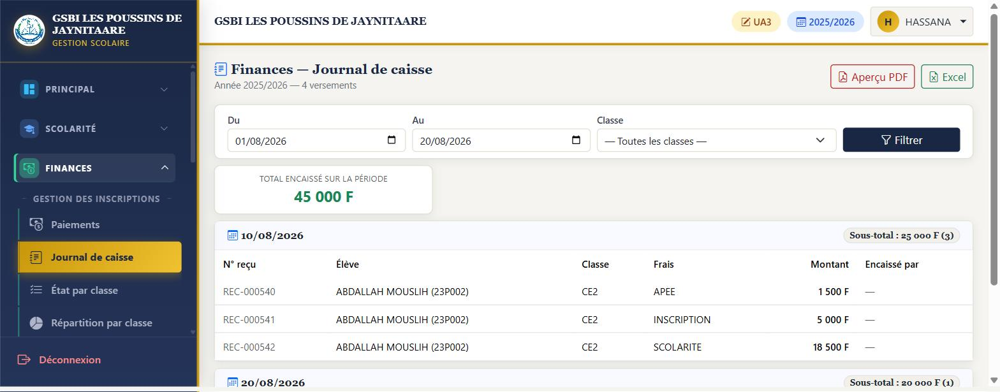 GSBI LES POUSSINS DE
JAYNITAARE
GESTION SCOLAIRE
PRINCIPAL
SCOLARITÉ
FINANCES
GESTION DES INSCRIPTIONS
Paiements
Journal de caisse
État par classe
Répartition par classe
Déconnexion
GSBI LES POUSSINS DE JAYNITAARE
UA3
2025/2026
H
HASSANA
Finances — Journal de caisse
Année 2025/2026 — 4 versements
Aperçu PDF
Excel
Du
Au
Classe
01/08/2026
20/08/2026
— Toutes les classes —
Filtrer
TOTAL ENCAISSÉ SUR LA PÉRIODE
45 000 F
10/08/2026
Sous-total : 25 000 F (3)
N° reçu Élève Classe Frais Montant Encaissé par
REC-000540 ABDALLAH MOUSLIH (23P002) CE2 APEE 1 500 F —
REC-000541 ABDALLAH MOUSLIH (23P002) CE2 INSCRIPTION 5 000 F —
REC-000542 ABDALLAH MOUSLIH (23P002) CE2 SCOLARITE 18 500 F —
20/08/2026
Sous-total : 20 000 F (1)